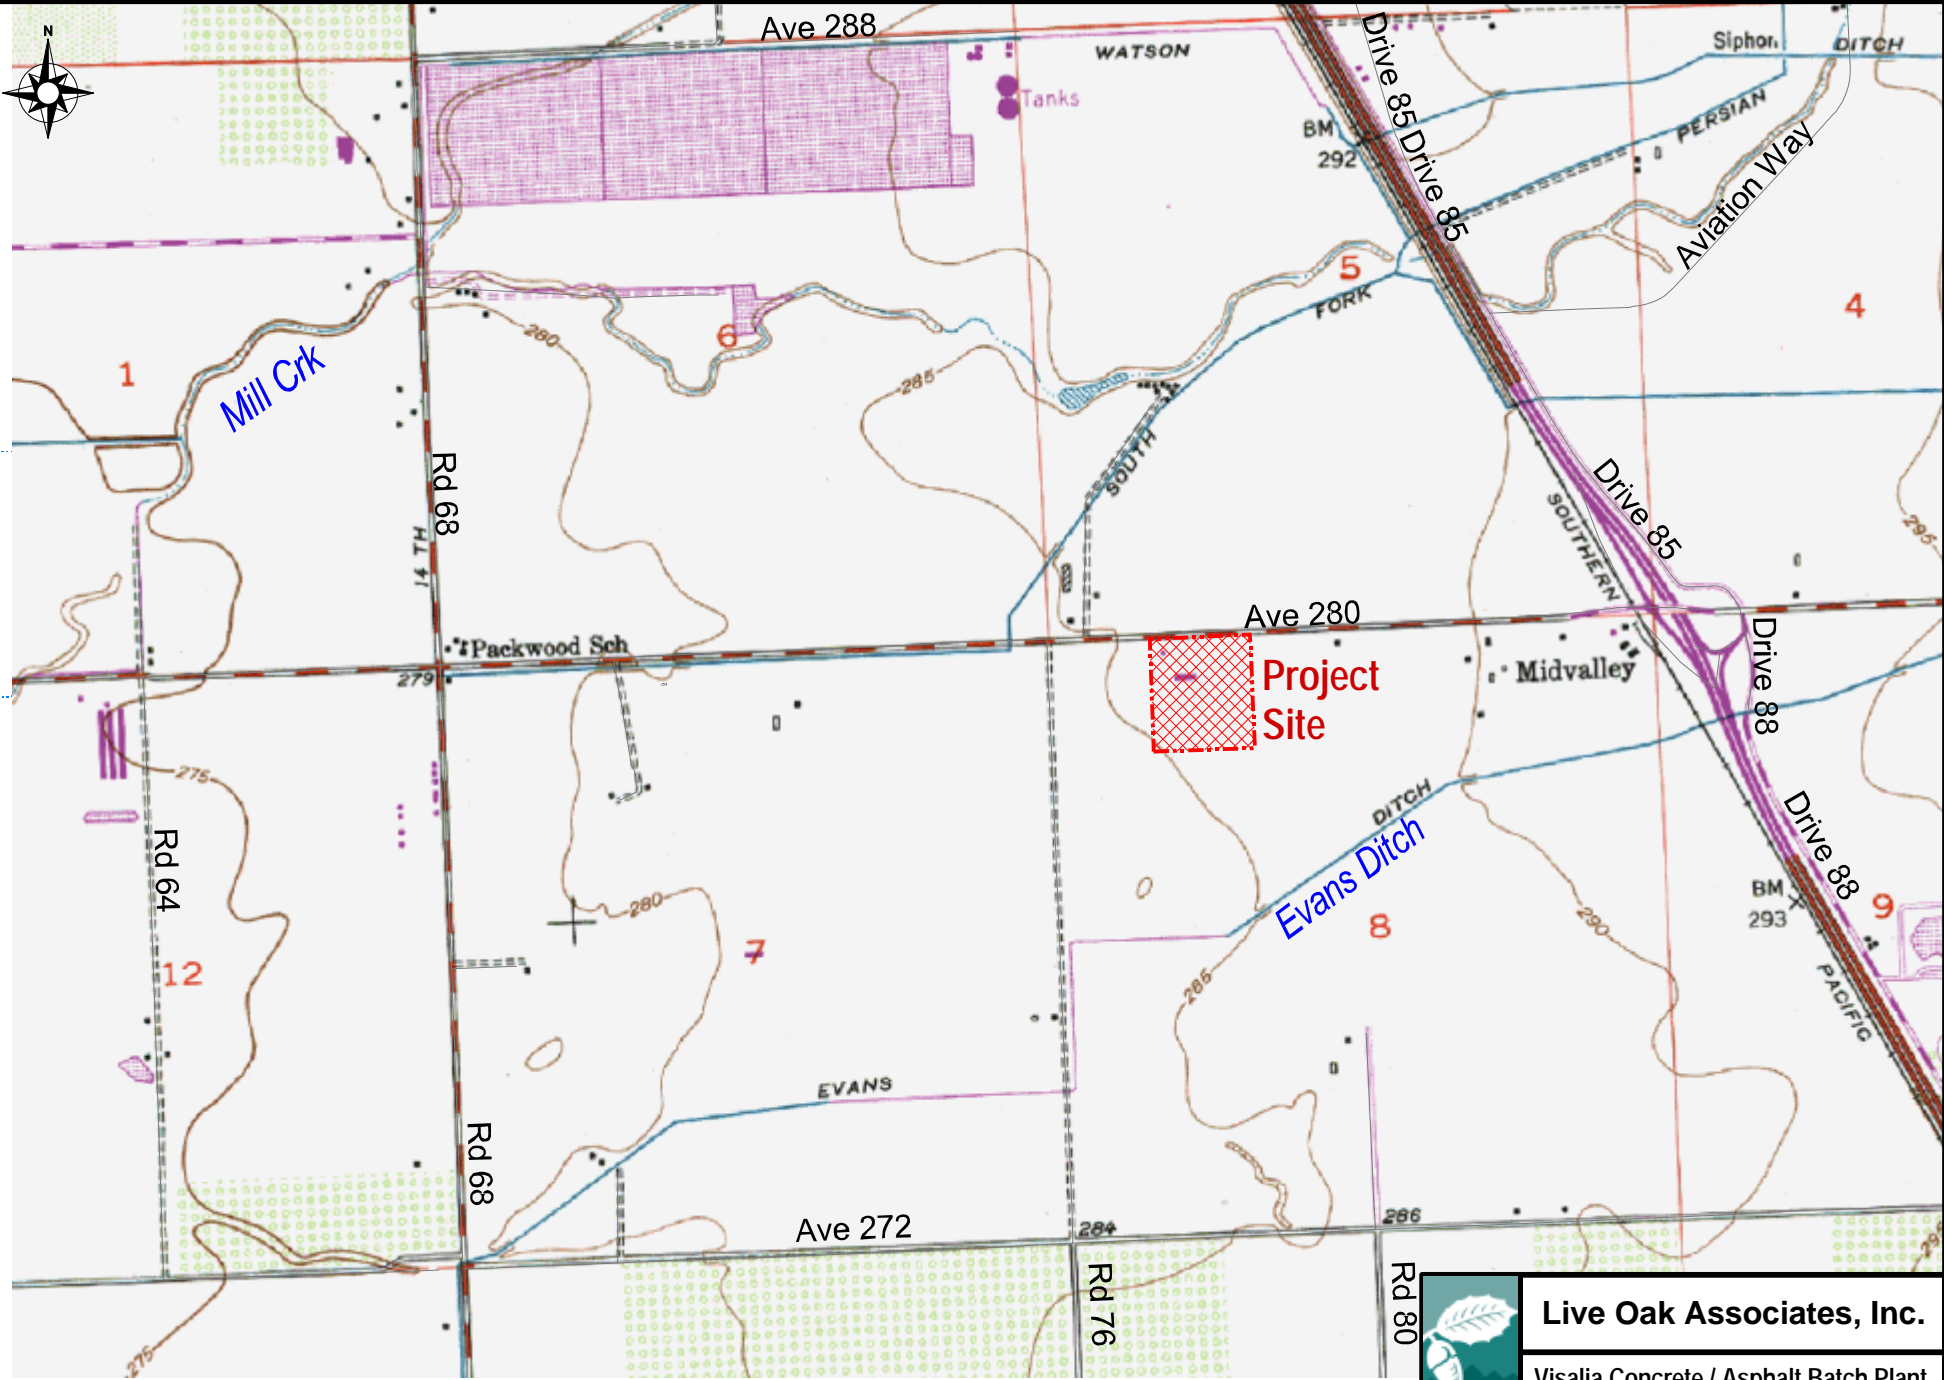 N
Ave 288
WATSON
Drive 85
Siphon
DITCH
Tanks
BM
292
Drive 85
PERSIAN
Aviation Way
5
FORK
4
6
280
1
Mill Crk
285
Rd 68
SOUTH
14 TH
Drive 85
SOUTHERN
295
Ave 280
Packwood Sch
279
Project
Site
Midvalley
Drive 88
275
DITCH
Evans Ditch
Drive 88
Rd 64
BM
293
9
280
7
8
290
12
285
PACIFIC
EVANS
Rd 68
Ave 272
284
286
Rd 76
Rd 80
275
Live Oak Associates, Inc.
Visalia Concrete / Asphalt Batch Plant